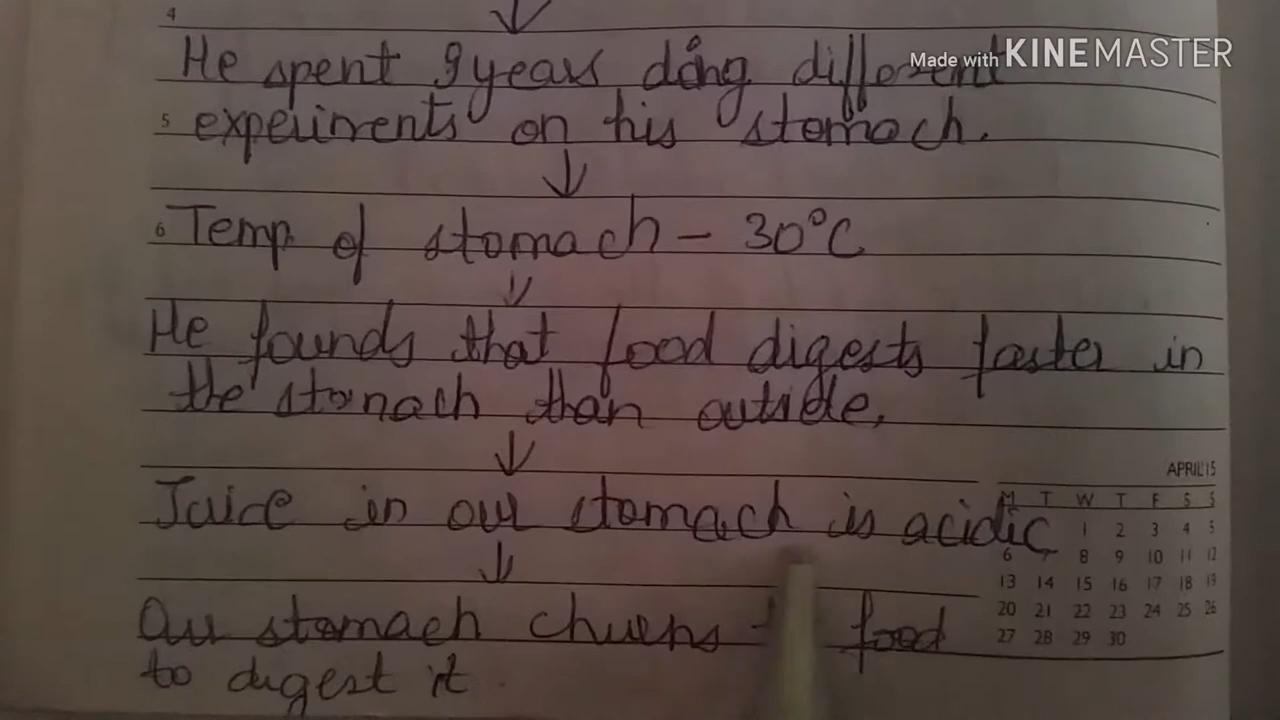 4
Made with KINEMASTER
He spent 9 years doing different
5 experiments on his stomach.
6 Temp. of stomach - 30°C
He founds that food digests faster in
the stomach than outside.
APRIL'15
Juice in our stomach is acidic
M T W T F S S
1 2 3 4 5
6 7 8 9 10 11 12
13 14 15 16 17 18 19
20 21 22 23 24 25 26
27 28 29 30
Our stomach churns food
to digest it.